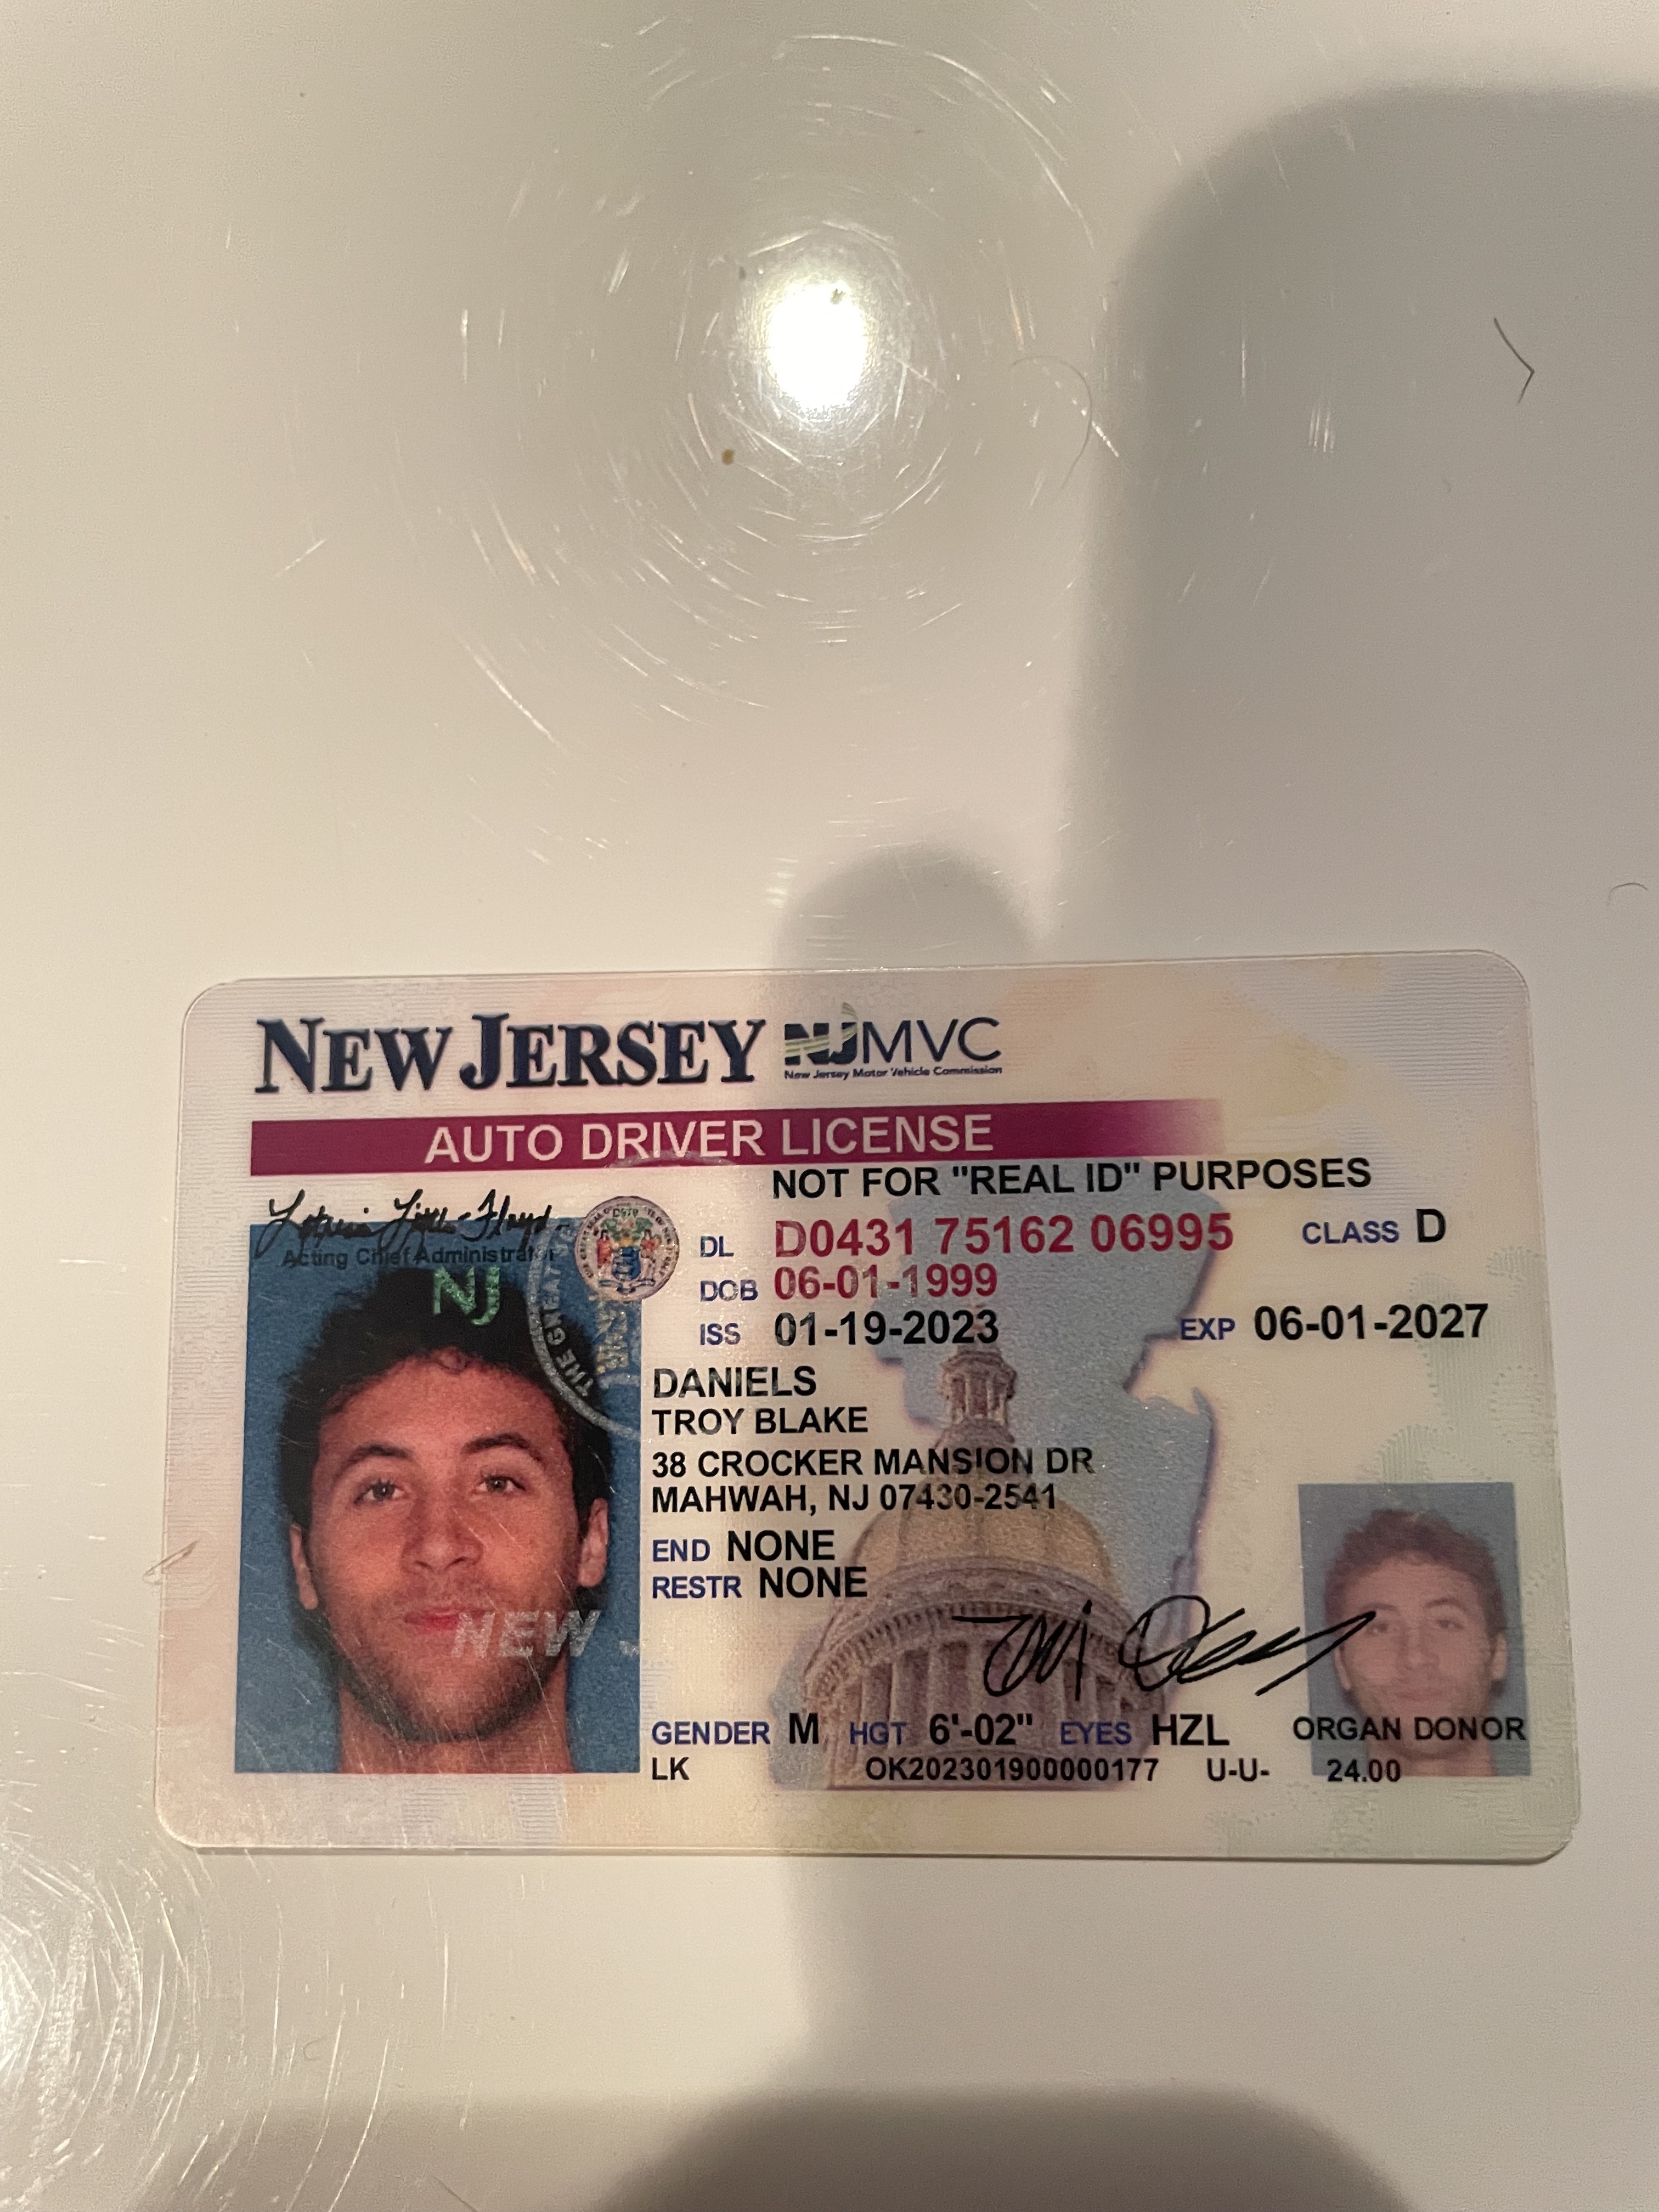 NEW JERSEY NJMVC
New Jersey Motor Vehicle Commission
AUTO DRIVER LICENSE
NOT FOR "REAL ID" PURPOSES
Acting Chief Administrator
NJ
DL D0431 75162 06995 CLASS D
DOB 06-01-1999
ISS 01-19-2023 EXP 06-01-2027
DANIELS
TROY BLAKE
38 CROCKER MANSION DR
MAHWAH, NJ 07430-2541
END NONE
RESTR NONE
NEW
GENDER M HGT 6'-02" EYES HZL ORGAN DONOR
LK OK202301900000177 U-U- 24.00